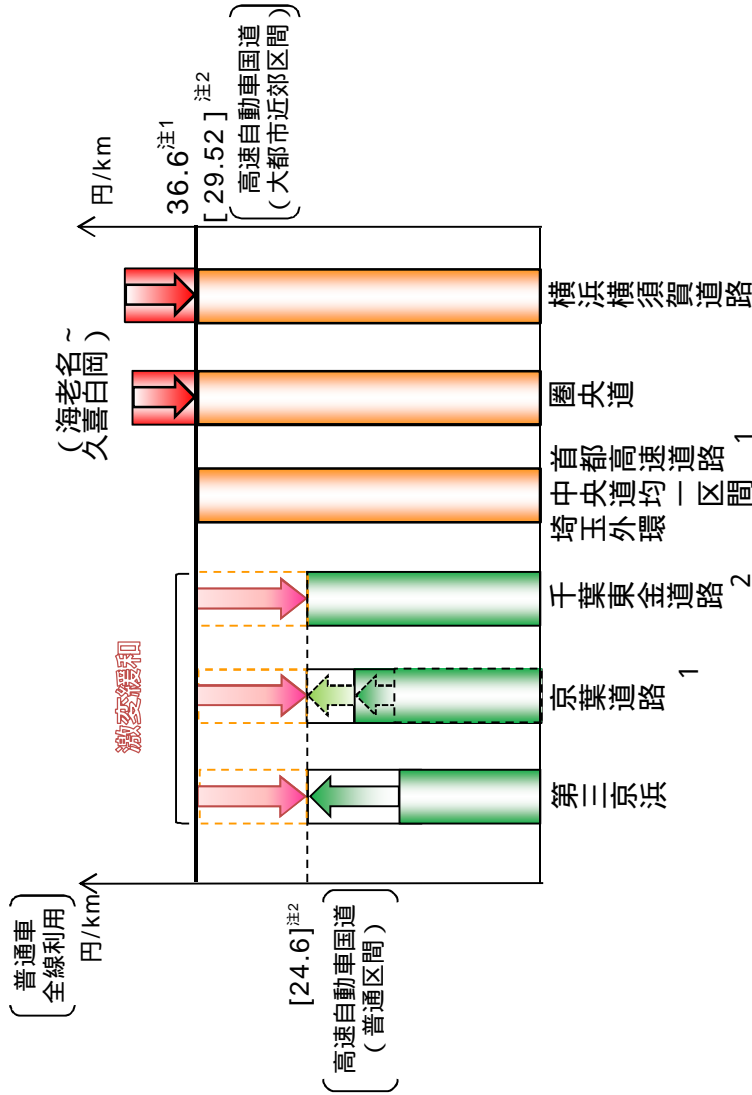 普通車
全線利用
円/km
[24.6]注2
高速自動車国道
(普通区間)
激変緩和
(海老名~
久喜白岡)
円/km
36.6注1
[29.52]注2
高速自動車国道
(大都市近郊区間)
第三京浜
京葉道路 1
千葉東金道路 2
首都高速道路 1
中央道均一区間
埼玉外環
圏央道
横浜横須賀道路